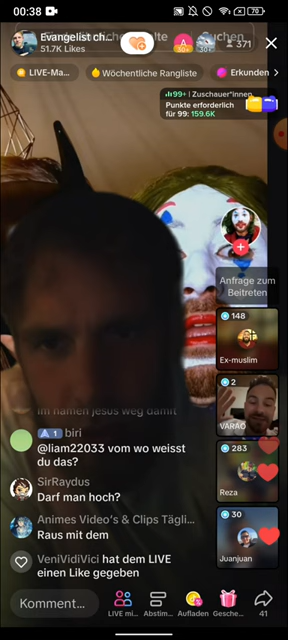 00:38
70
Evangelist ch...
51.7K Likes
30+
30+
371
LIVE-Ma...
Wöchentliche Rangliste
Erkunden
99+ | Zuschauer*innen
Punkte erforderlich
für 99: 159.6K
Anfrage zum
Beitreten
148
Ex-muslim
2
VARAO
283
Reza
30
Juanjuan
im namen jesus weg damit
1 biri
@liam22033 vom wo weisst
du das?
SirRaydus
Darf man hoch?
Animes Video's & Clips Tägli...
Raus mit dem
VeniVidiVici hat dem LIVE
einen Like gegeben
Komment...
LIVE mi...
Abstim...
Aufladen
Gesche...
41